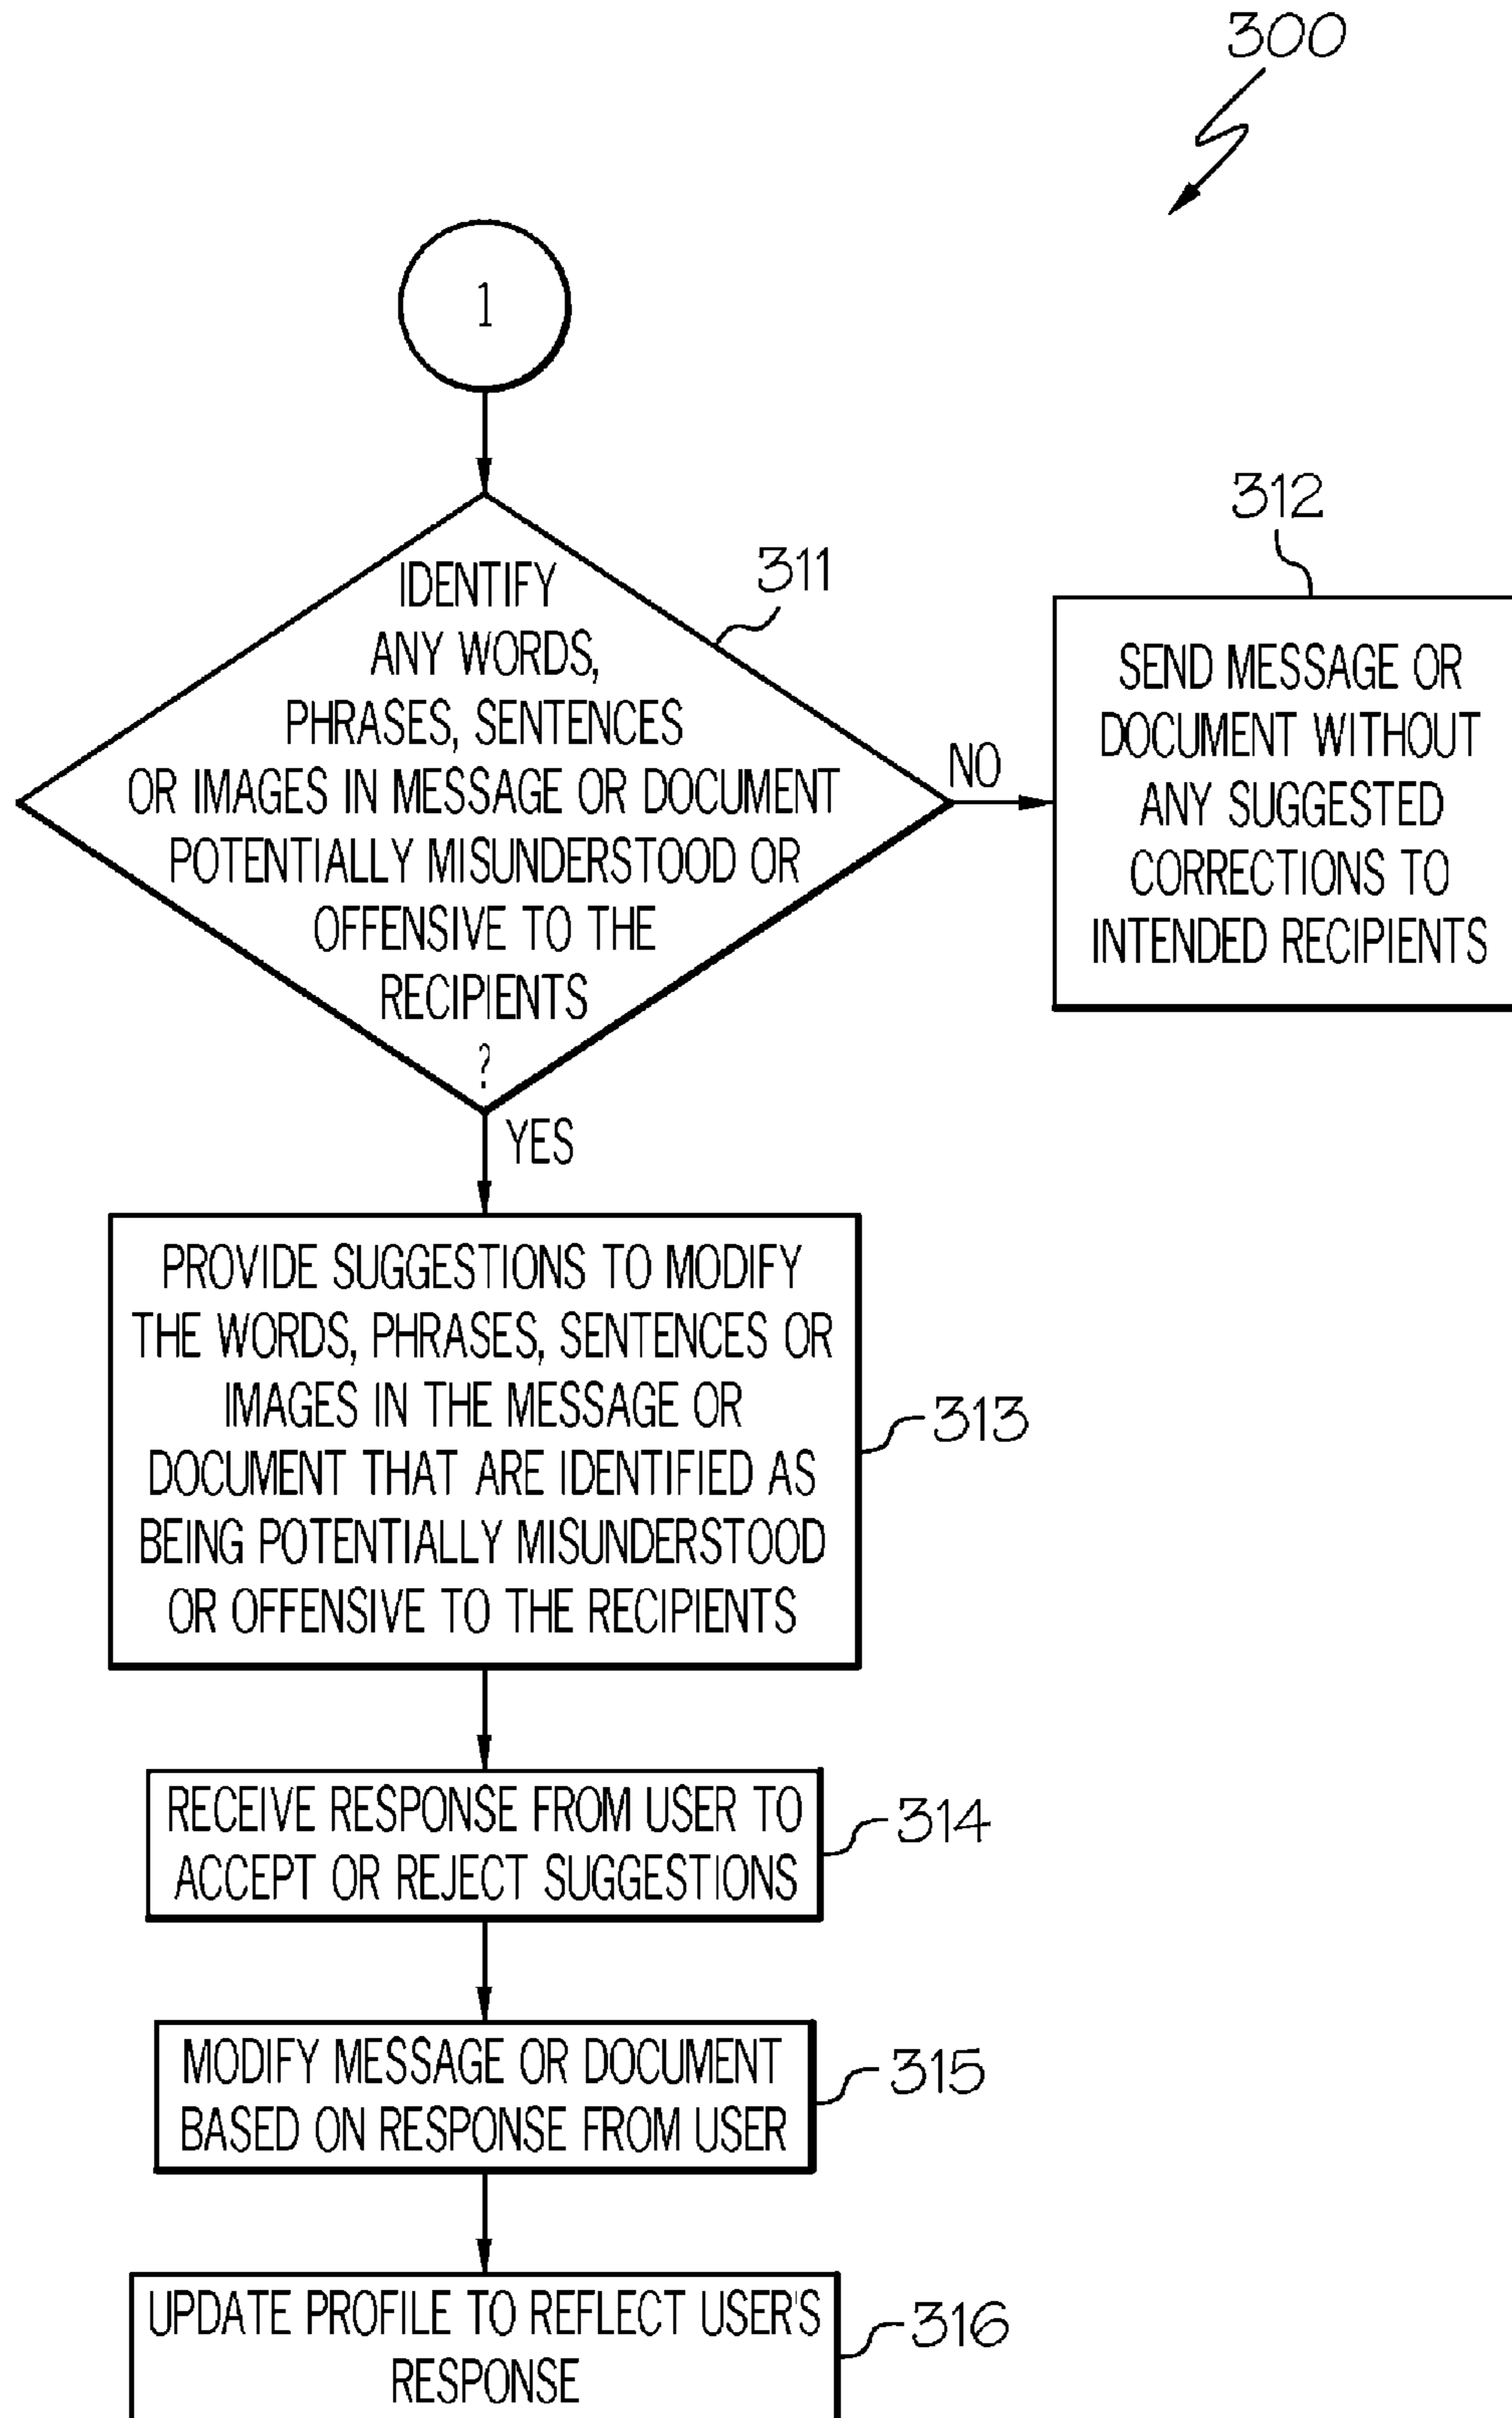 300
1
311
IDENTIFY
ANY WORDS,
PHRASES, SENTENCES
OR IMAGES IN MESSAGE OR DOCUMENT
POTENTIALLY MISUNDERSTOOD OR
OFFENSIVE TO THE
RECIPIENTS
?
NO
312
SEND MESSAGE OR
DOCUMENT WITHOUT
ANY SUGGESTED
CORRECTIONS TO
INTENDED RECIPIENTS
YES
PROVIDE SUGGESTIONS TO MODIFY
THE WORDS, PHRASES, SENTENCES OR
IMAGES IN THE MESSAGE OR
DOCUMENT THAT ARE IDENTIFIED AS
BEING POTENTIALLY MISUNDERSTOOD
OR OFFENSIVE TO THE RECIPIENTS
313
RECEIVE RESPONSE FROM USER TO
ACCEPT OR REJECT SUGGESTIONS
314
MODIFY MESSAGE OR DOCUMENT
BASED ON RESPONSE FROM USER
315
UPDATE PROFILE TO REFLECT USER'S
RESPONSE
316